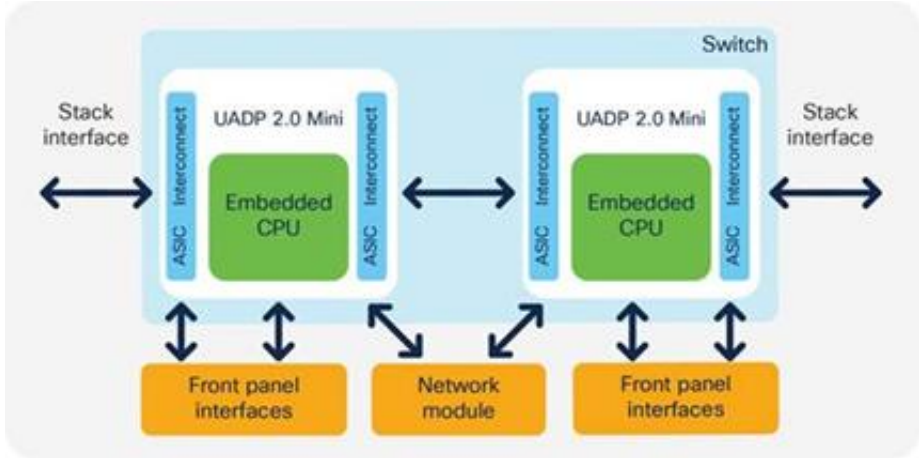 Switch
Stack
interface
ASIC Interconnect
UADP 2.0 Mini
Embedded
CPU
ASIC Interconnect
ASIC Interconnect
UADP 2.0 Mini
Embedded
CPU
ASIC Interconnect
Stack
interface
Front panel
interfaces
Network
module
Front panel
interfaces